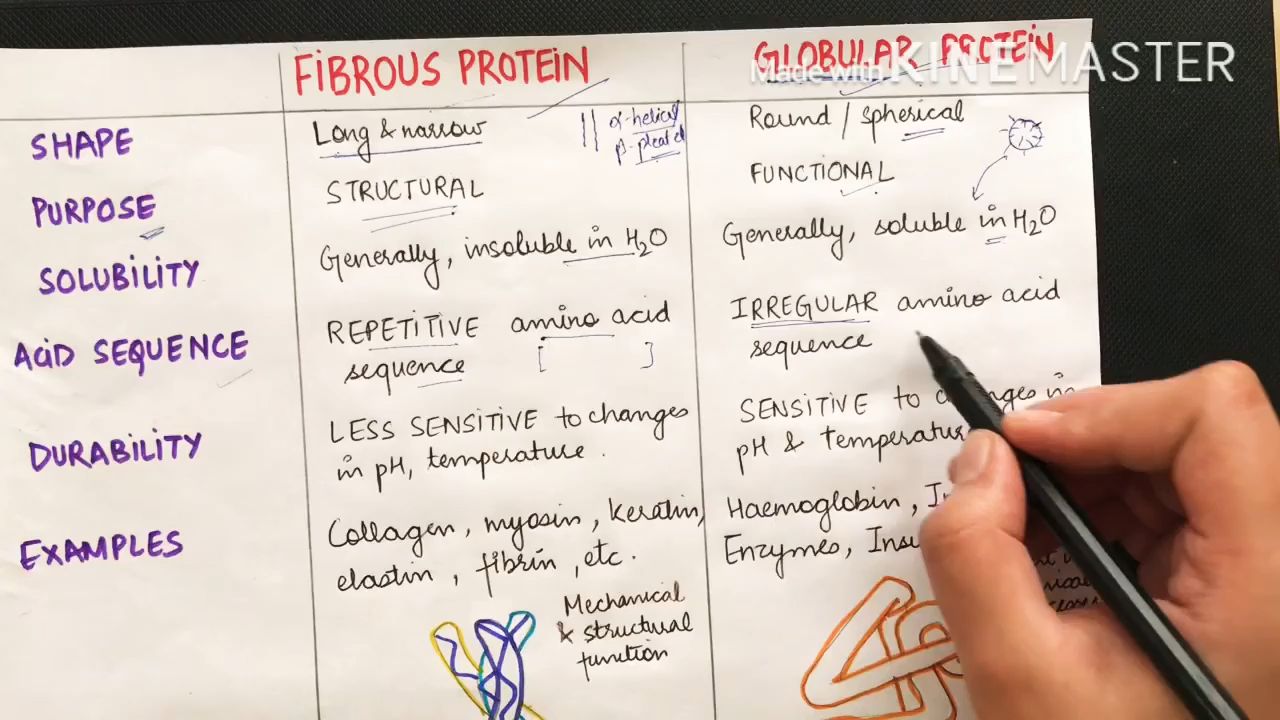 FIBROUS PROTEIN
GLOBULAR PROTEIN
Made with KINEMASTER
SHAPE
Long & narrow
α-helical
β-pleated
Round / spherical
PURPOSE
STRUCTURAL
FUNCTIONAL
SOLUBILITY
Generally, insoluble in H2O
Generally, soluble in H2O
ACID SEQUENCE
REPETITIVE amino acid
sequence
IRREGULAR amino acid
sequence
DURABILITY
LESS SENSITIVE to changes
in pH, temperature.
SENSITIVE to changes in
pH & temperature
EXAMPLES
Collagen, myosin, keratin,
elastin, fibrin, etc.
Haemoglobin,
Enzymes,
Mechanical
& structural
function